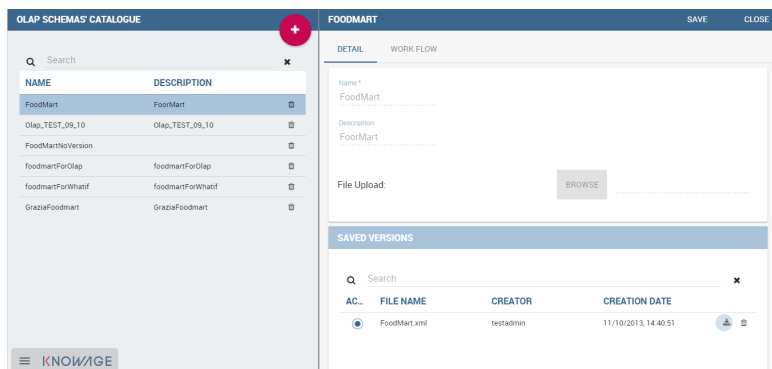 OLAP SCHEMAS' CATALOGUE
+
Search
NAME DESCRIPTION
FoodMart FoorMart
Olap_TEST_09_10 Olap_TEST_09_10
FoodMartNoVersion
foodmartForOlap foodmartForOlap
foodmartForWhatif foodmartForWhatif
GraziaFoodmart GraziaFoodmart
KNOWAGE
FOODMART SAVE CLOSE
DETAIL WORK FLOW
Name*
FoodMart
Description
FoorMart
File Upload: BROWSE
SAVED VERSIONS
Search
AC... FILE NAME CREATOR CREATION DATE
FoodMart.xml testadmin 11/10/2013, 14:40:51